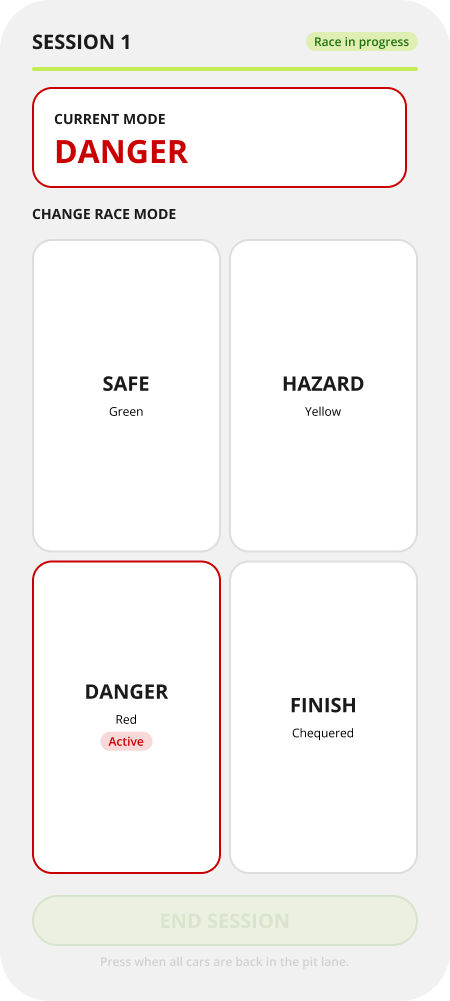 SESSION 1
Race in progress
CURRENT MODE
DANGER
CHANGE RACE MODE
SAFE
Green
HAZARD
Yellow
DANGER
Red
Active
FINISH
Chequered
END SESSION
Press when all cars are back in the pit lane.